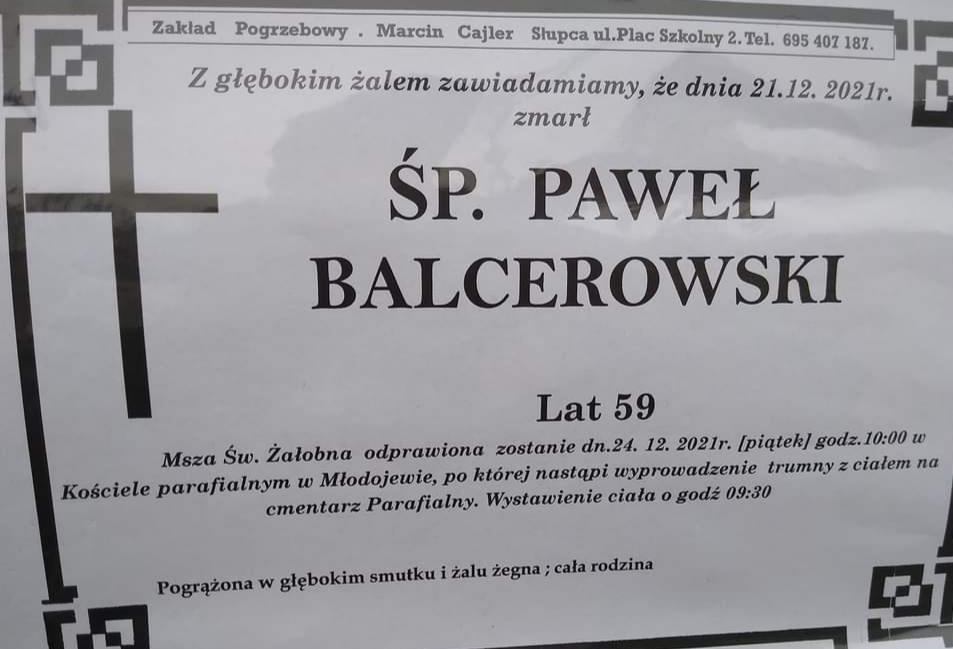 Zakład Pogrzebowy . Marcin Cajler Słupca ul.Plac Szkolny 2. Tel. 695 407 187.
Z głębokim żalem zawiadamiamy, że dnia 21.12. 2021r.
zmarł
ŚP. PAWEŁ
BALCEROWSKI
Lat 59
Msza Św. Żałobna odprawiona zostanie dn.24. 12. 2021r. [piątek] godz.10:00 w
Kościele parafialnym w Młodojewie, po której nastąpi wyprowadzenie trumny z ciałem na
cmentarz Parafialny. Wystawienie ciała o godź 09:30
Pogrążona w głębokim smutku i żalu żegna ; cała rodzina